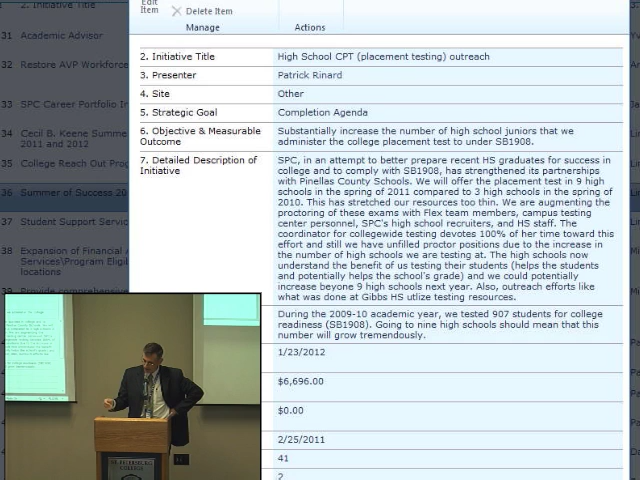 Edit
Item
Delete Item
Manage
Actions
2. Initiative Title
31 Academic Advisor
32 Restore AVP Workforce
33 SPC Career Portfolio
34 Cecil B. Keene Summe
2011 and 2012
35 College Reach Out Prog
36 Summer of Success 20
37 Student Support Servic
38 Expansion of Financial
Services\Program Eligi
locations
39 Provide comprehensive
2. Initiative Title High School CPT (placement testing) outreach
3. Presenter Patrick Rinard
4. Site Other
5. Strategic Goal Completion Agenda
6. Objective & Measurable
Outcome
Substantially increase the number of high school juniors that we
administer the college placement test to under SB1908.
7. Detailed Description of
Initiative
SPC, in an attempt to better prepare recent HS graduates for success in
college and to comply with SB1908, has strengthened its partnerships
with Pinellas County Schools. We will offer the placement test in 9 high
schools in the spring of 2011 compared to 3 high schools in the spring of
2010. This has stretched our resources too thin. We are augmenting the
proctoring of these exams with Flex team members, campus testing
center personnel, SPC's high school recruiters, and HS staff. The
coordinator for collegewide testing devotes 100% of her time toward this
effort and still we have unfilled proctor positions due to the increase in
the number of high schools we are testing at. The high schools now
understand the benefit of us testing their students (helps the students
and potentially helps the school's grade) and we could potentially
increase beyone 9 high schools next year. Also, outreach efforts like
what was done at Gibbs HS utlize testing resources.
During the 2009-10 academic year, we tested 907 students for college
readiness (SB1908). Going to nine high schools should mean that this
number will grow tremendously.
1/23/2012
$6,696.00
$0.00
2/25/2011
41
2
ST. PETERSBURG
COLLEGE